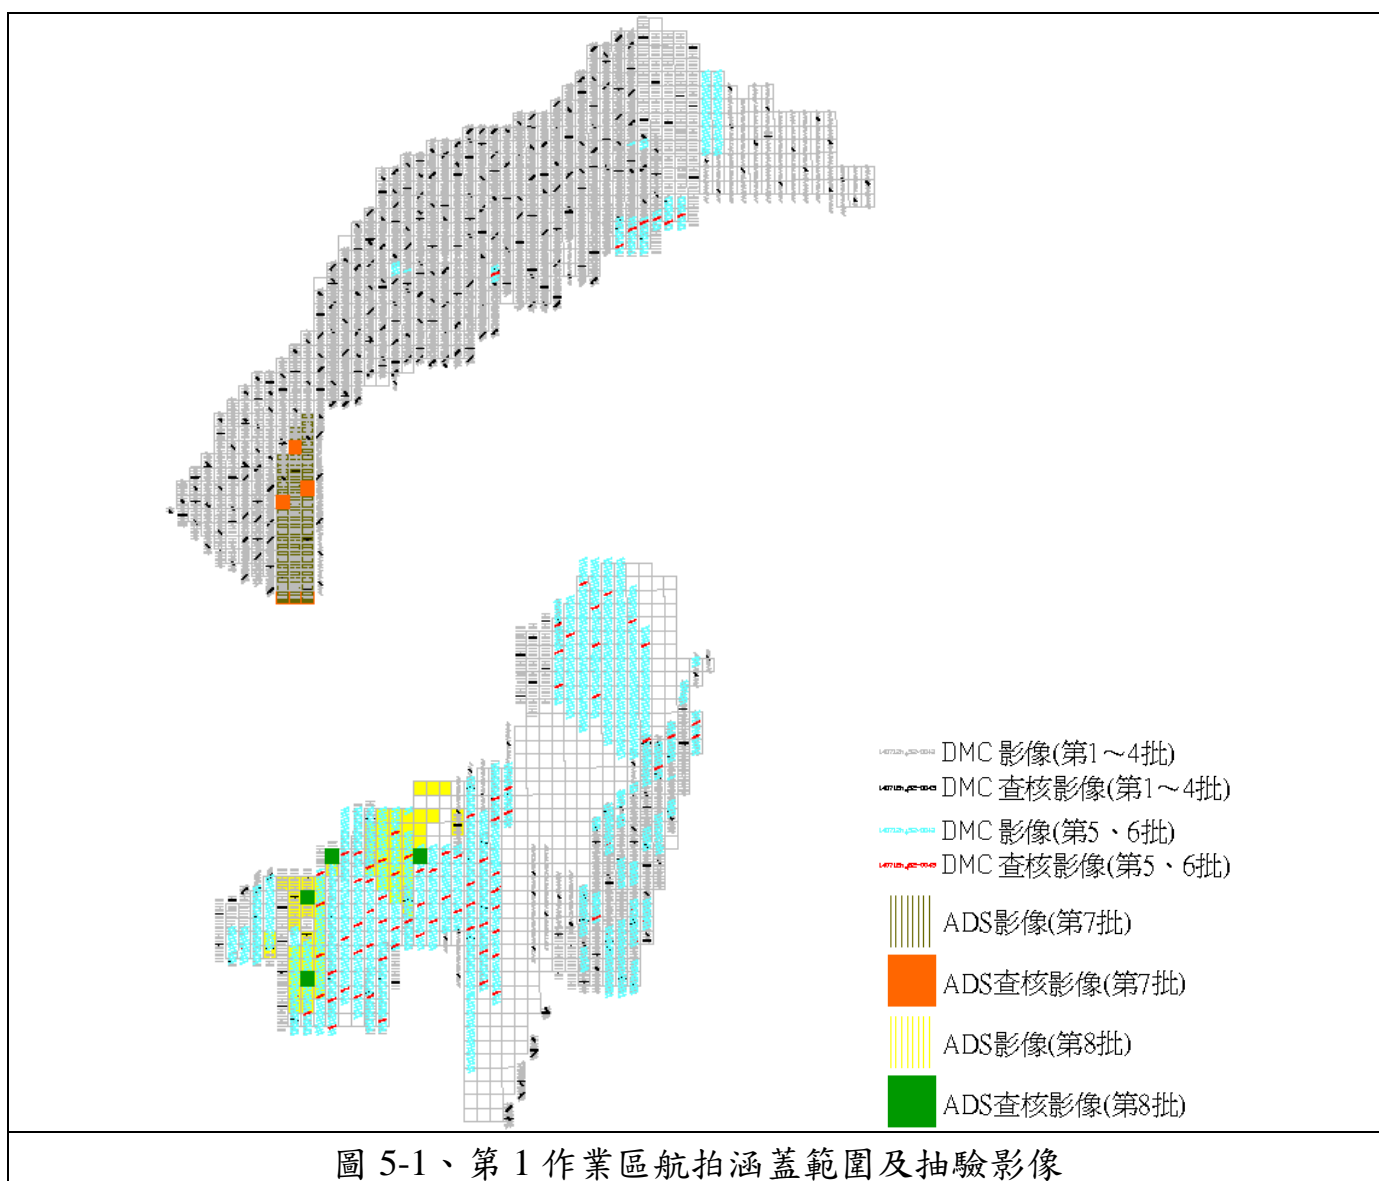 DMC 影像(第1～4批)
DMC 查核影像(第1～4批)
DMC 影像(第5、6批)
DMC 查核影像(第5、6批)
ADS影像(第7批)
ADS查核影像(第7批)
ADS影像(第8批)
ADS查核影像(第8批)
圖 5-1、第 1 作業區航拍涵蓋範圍及抽驗影像